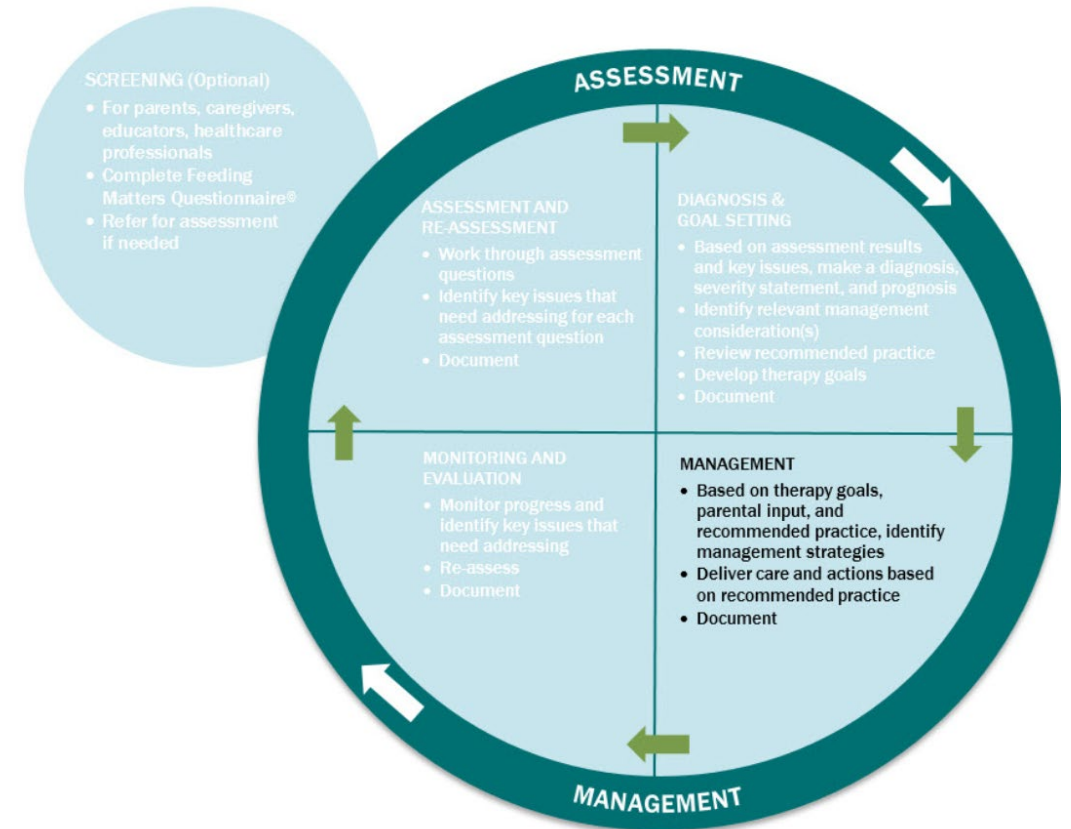 SCREENING (Optional)
• For parents, caregivers,
educators, healthcare
professionals
• Complete Feeding
Matters Questionnaire©
• Refer for assessment
if needed
ASSESSMENT
ASSESSMENT AND
RE-ASSESSMENT
• Work through assessment
questions
• Identify key issues that
need addressing for each
assessment question
• Document
DIAGNOSIS &
GOAL SETTING
• Based on assessment results
and key issues, make a diagnosis,
severity statement, and prognosis
• Identify relevant management
consideration(s)
• Review recommended practice
• Develop therapy goals
• Document
MONITORING AND
EVALUATION
• Monitor progress and
identify key issues that
need addressing
• Re-assess
• Document
MANAGEMENT
• Based on therapy goals,
parental input, and
recommended practice, identify
management strategies
• Deliver care and actions based
on recommended practice
• Document
MANAGEMENT